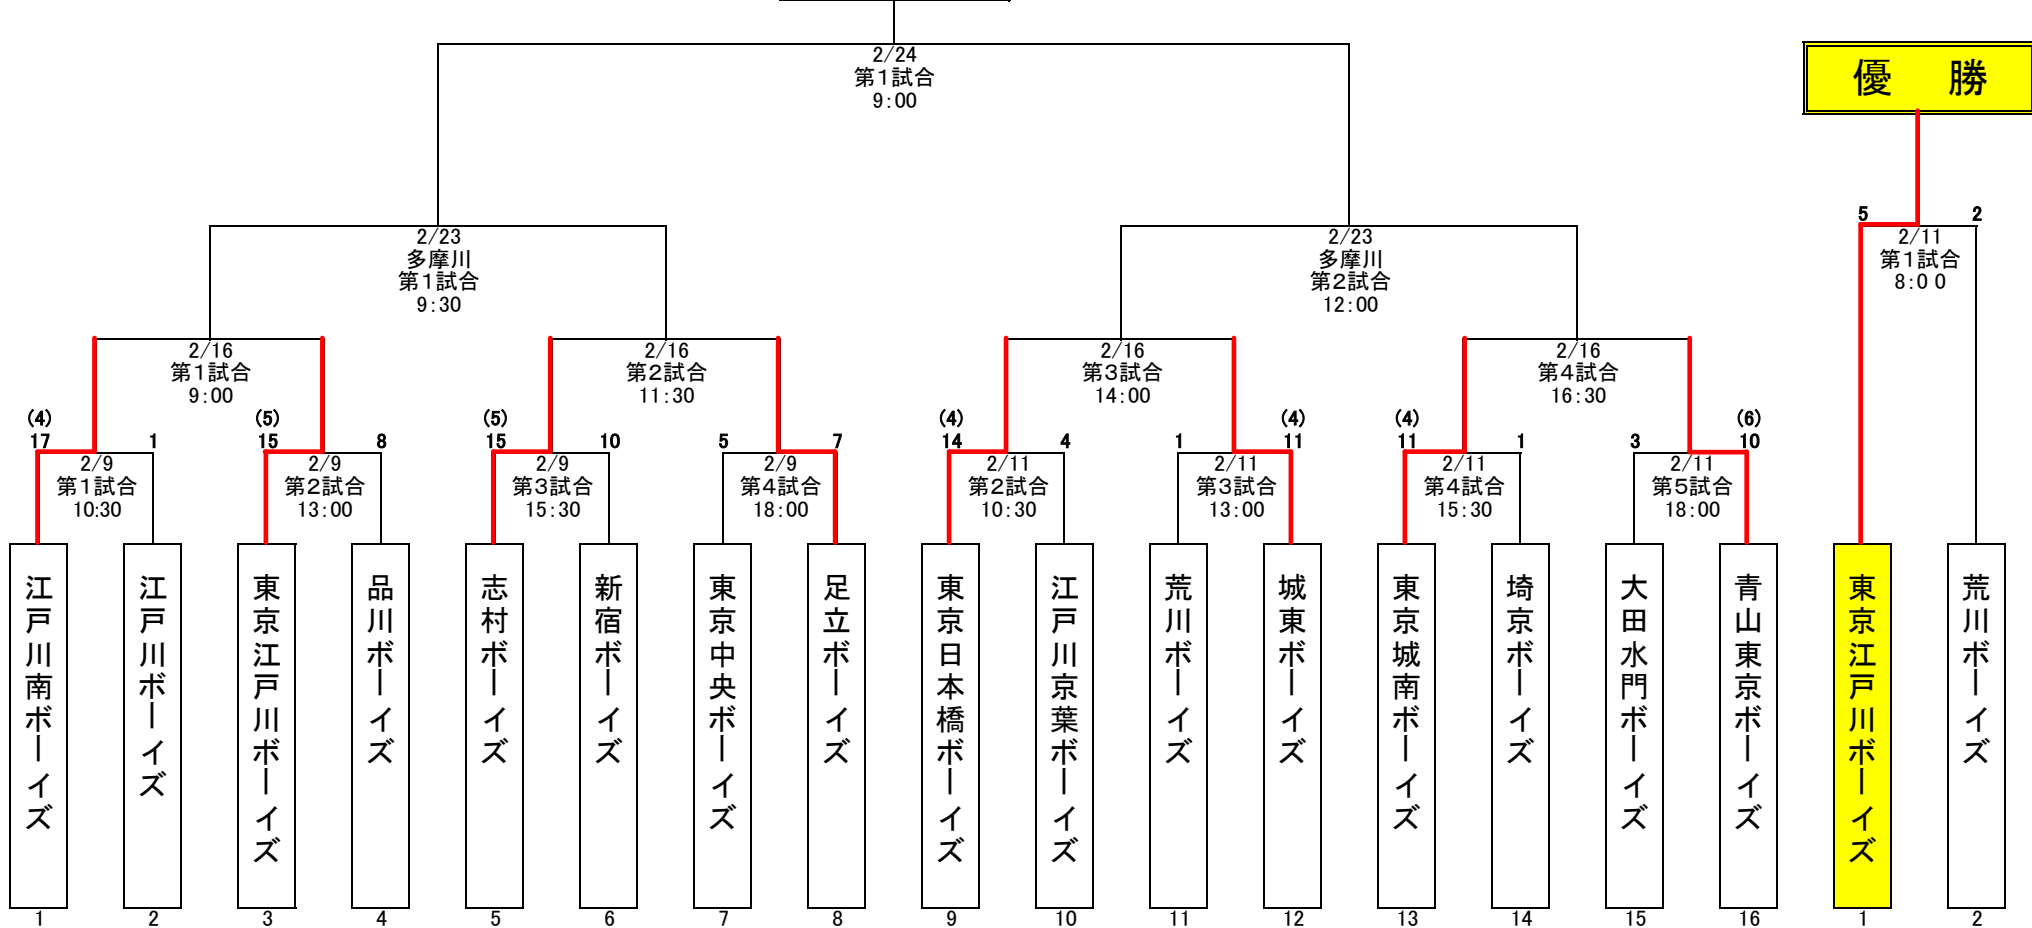 2/24
第1試合
9:00
優　勝
5
2
2/11
第1試合
8:0 0
2/23
多摩川
第1試合
9:30
2/23
多摩川
第2試合
12:00
2/16
第1試合
9:00
2/16
第2試合
11:30
2/16
第3試合
14:00
2/16
第4試合
16:30
(4)
17
1
2/9
第1試合
10:30
(5)
15
8
2/9
第2試合
13:00
(5)
15
10
2/9
第3試合
15:30
5
7
2/9
第4試合
18:00
(4)
14
4
2/11
第2試合
10:30
1
(4)
11
2/11
第3試合
13:00
(4)
11
1
2/11
第4試合
15:30
3
(6)
10
2/11
第5試合
18:00
江戸川南ボーイズ
江戸川ボーイズ
東京江戸川ボーイズ
品川ボーイズ
志村ボーイズ
新宿ボーイズ
東京中央ボーイズ
足立ボーイズ
東京日本橋ボーイズ
江戸川京葉ボーイズ
荒川ボーイズ
城東ボーイズ
東京城南ボーイズ
埼京ボーイズ
大田水門ボーイズ
青山東京ボーイズ
東京江戸川ボーイズ
荒川ボーイズ
1
2
3
4
5
6
7
8
9
10
11
12
13
14
15
16
1
2